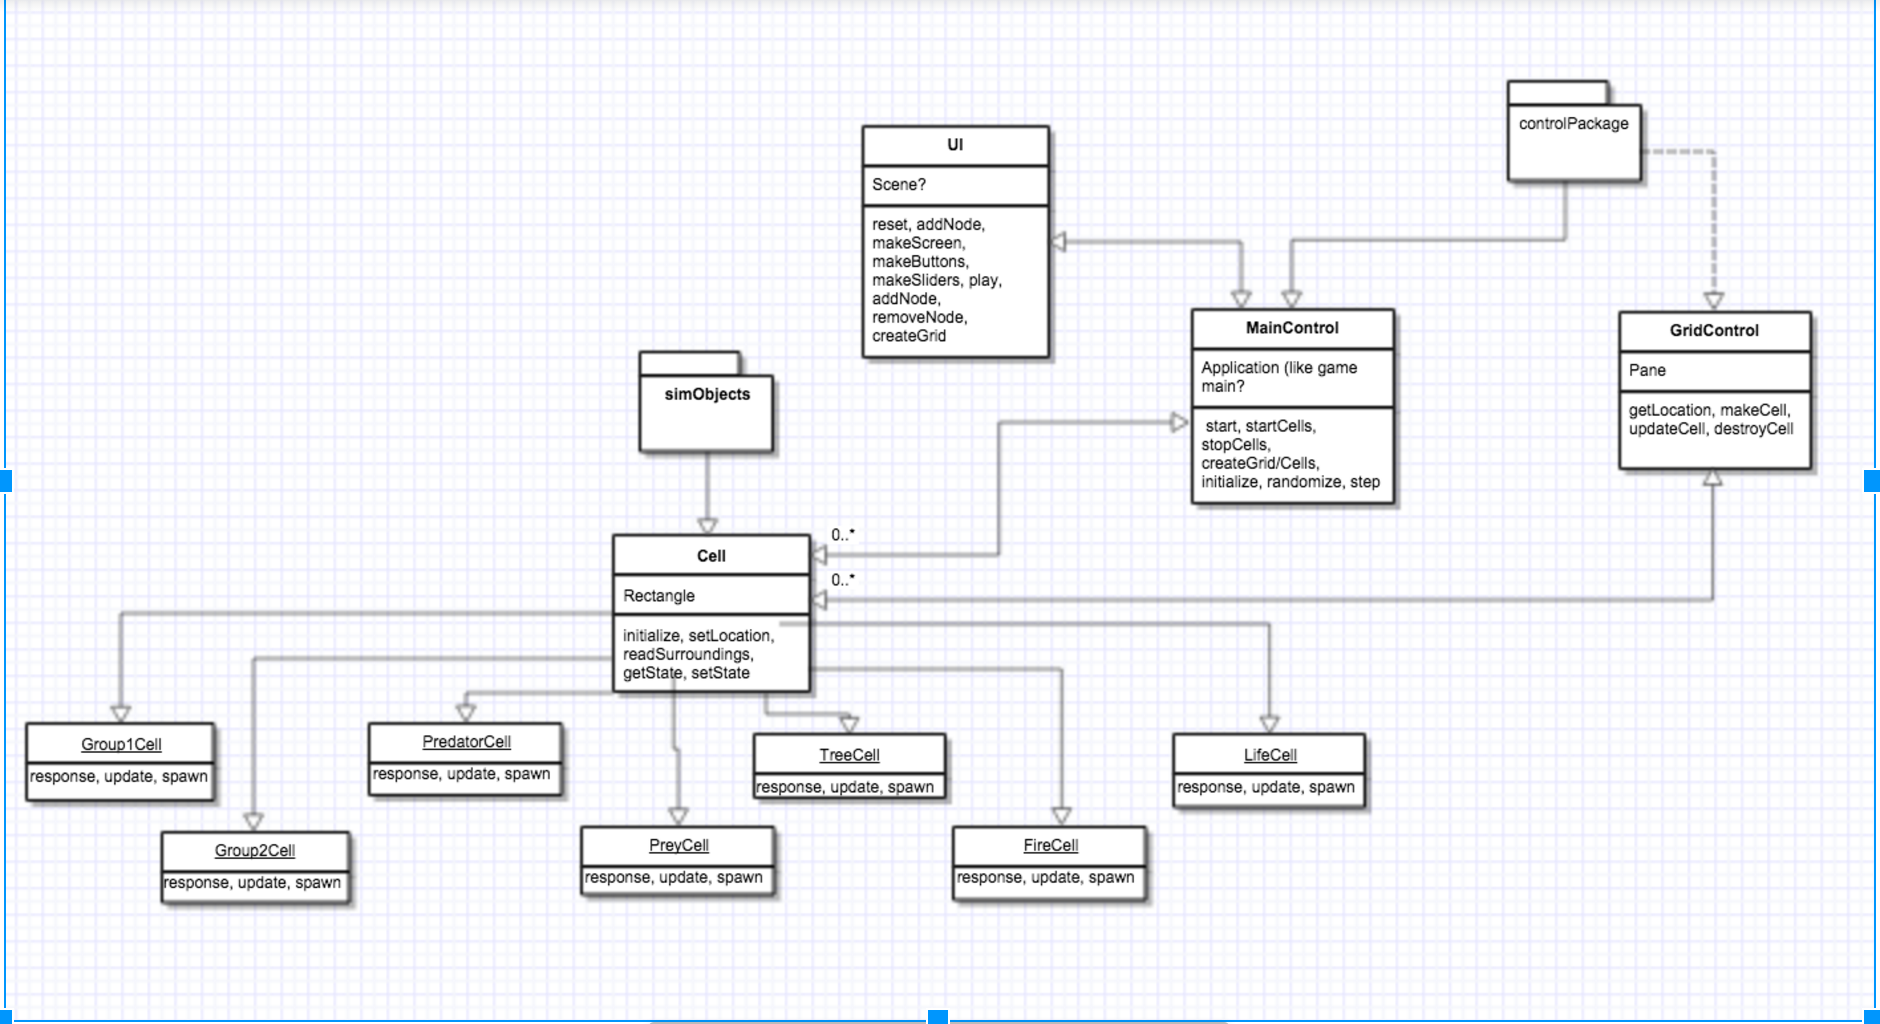 controlPackage
UI
Scene?
reset, addNode,
makeScreen,
makeButtons,
makeSliders, play,
addNode,
removeNode,
createGrid
MainControl
Application (like game
main?
start, startCells,
stopCells,
createGrid/Cells,
initialize, randomize, step
GridControl
Pane
getLocation, makeCell,
updateCell, destroyCell
simObjects
0..*
0..*
Cell
Rectangle
initialize, setLocation,
readSurroundings,
getState, setState
Group1Cell
response, update, spawn
Group2Cell
response, update, spawn
PredatorCell
response, update, spawn
PreyCell
response, update, spawn
TreeCell
response, update, spawn
FireCell
response, update, spawn
LifeCell
response, update, spawn